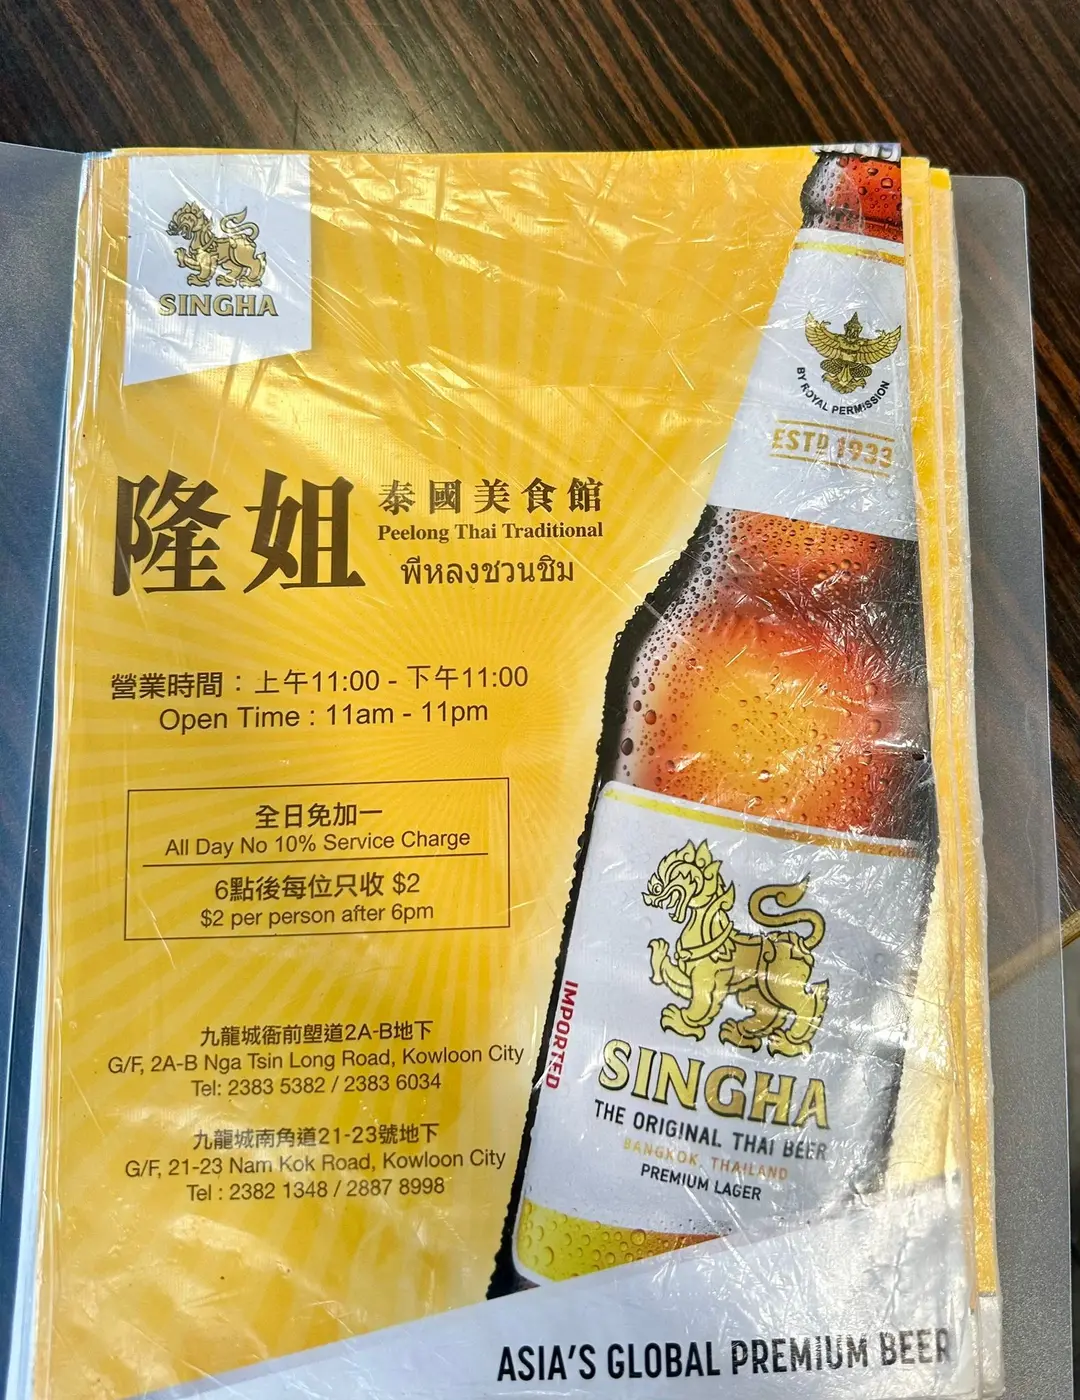 SINGHA
BY ROYAL PERMISSION
ESTD 1933
隆姐
泰國美食館
Peelong Thai Traditional
พี่หลงชวนชิม
營業時間：上午11:00 - 下午11:00
Open Time : 11am - 11pm
全日免加一
All Day No 10% Service Charge
6點後每位只收 $2
$2 per person after 6pm
九龍城衙前塱道2A-B地下
G/F, 2A-B Nga Tsin Long Road, Kowloon City
Tel: 2383 5382 / 2383 6034
九龍城南角道21-23號地下
G/F, 21-23 Nam Kok Road, Kowloon City
Tel : 2382 1348 / 2887 8998
IMPORTED
SINGHA
THE ORIGINAL THAI BEER
BANGKOK, THAILAND
PREMIUM LAGER
ASIA'S GLOBAL PREMIUM BEER